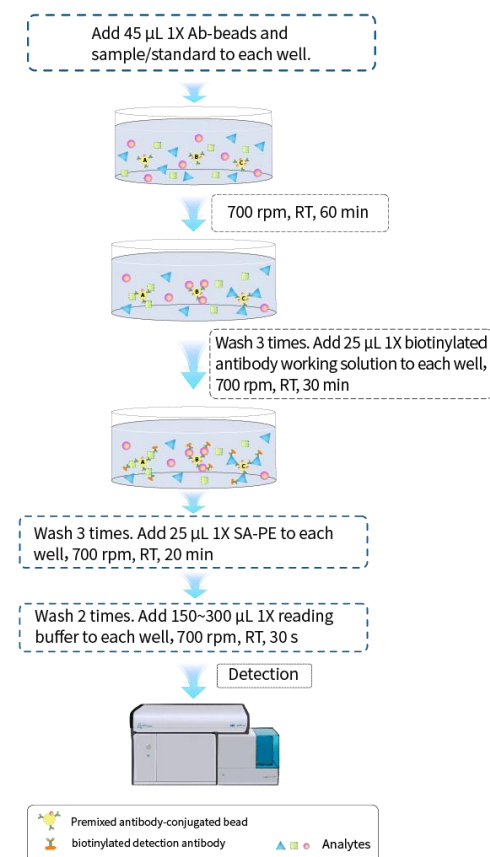 Add 45 μL 1X Ab-beads and
sample/standard to each well.
A
B
C
700 rpm, RT, 60 min
A
B
C
Wash 3 times. Add 25 μL 1X biotinylated
antibody working solution to each well,
700 rpm, RT, 30 min
A
B
C
Wash 3 times. Add 25 μL 1X SA-PE to each
well, 700 rpm, RT, 20 min
Wash 2 times. Add 150~300 μL 1X reading
buffer to each well, 700 rpm, RT, 30 s
Detection
Premixed antibody-conjugated bead
biotinylated detection antibody
Analytes